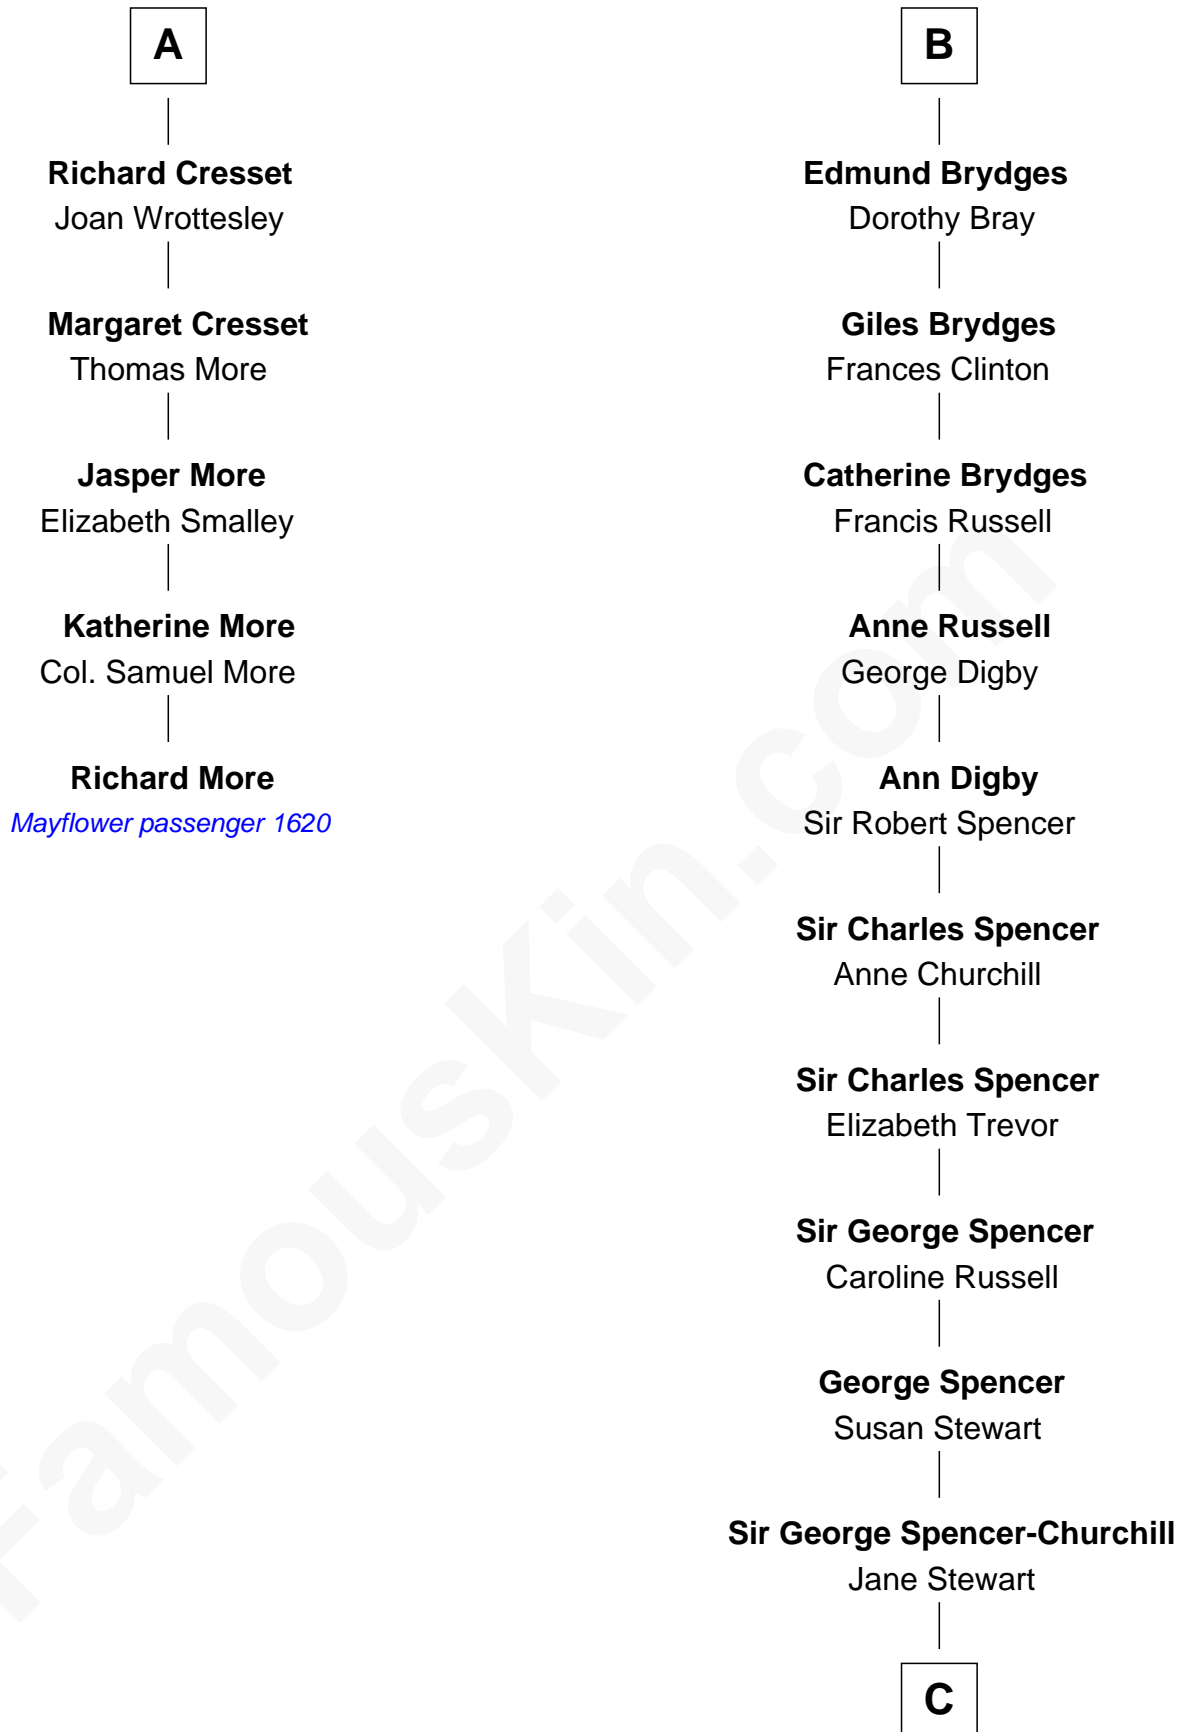 A
Richard Cresset
Joan Wrottesley
Margaret Cresset
Thomas More
Jasper More
Elizabeth Smalley
Katherine More
Col. Samuel More
Richard More
Mayflower passenger 1620
B
Edmund Brydges
Dorothy Bray
Giles Brydges
Frances Clinton
Catherine Brydges
Francis Russell
Anne Russell
George Digby
Ann Digby
Sir Robert Spencer
Sir Charles Spencer
Anne Churchill
Sir Charles Spencer
Elizabeth Trevor
Sir George Spencer
Caroline Russell
George Spencer
Susan Stewart
Sir George Spencer-Churchill
Jane Stewart
C
FamousKin.com